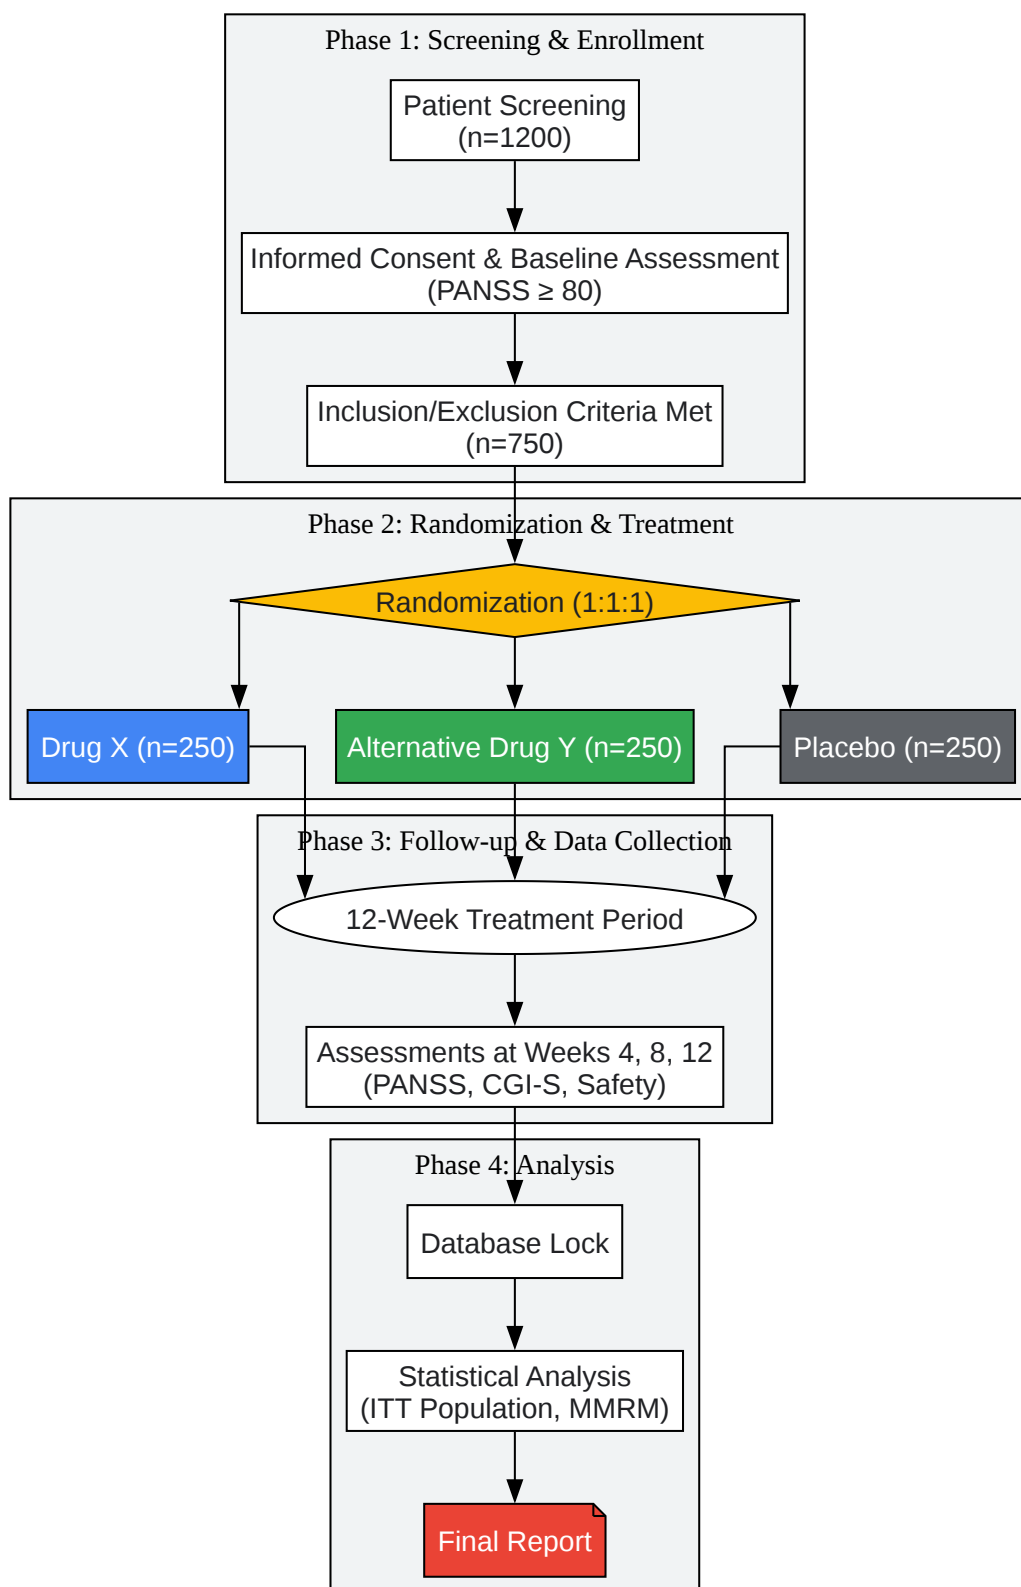 Phase 1: Screening & Enrollment
Patient Screening
(n=1200)
Informed Consent & Baseline Assessment
(PANSS ≥ 80)
Inclusion/Exclusion Criteria Met
(n=750)
Phase 2: Randomization & Treatment
Randomization (1:1:1)
Drug X (n=250)
Alternative Drug Y (n=250)
Placebo (n=250)
Phase 3: Follow-up & Data Collection
12-Week Treatment Period
Assessments at Weeks 4, 8, 12
(PANSS, CGI-S, Safety)
Phase 4: Analysis
Database Lock
Statistical Analysis
(ITT Population, MMRM)
Final Report